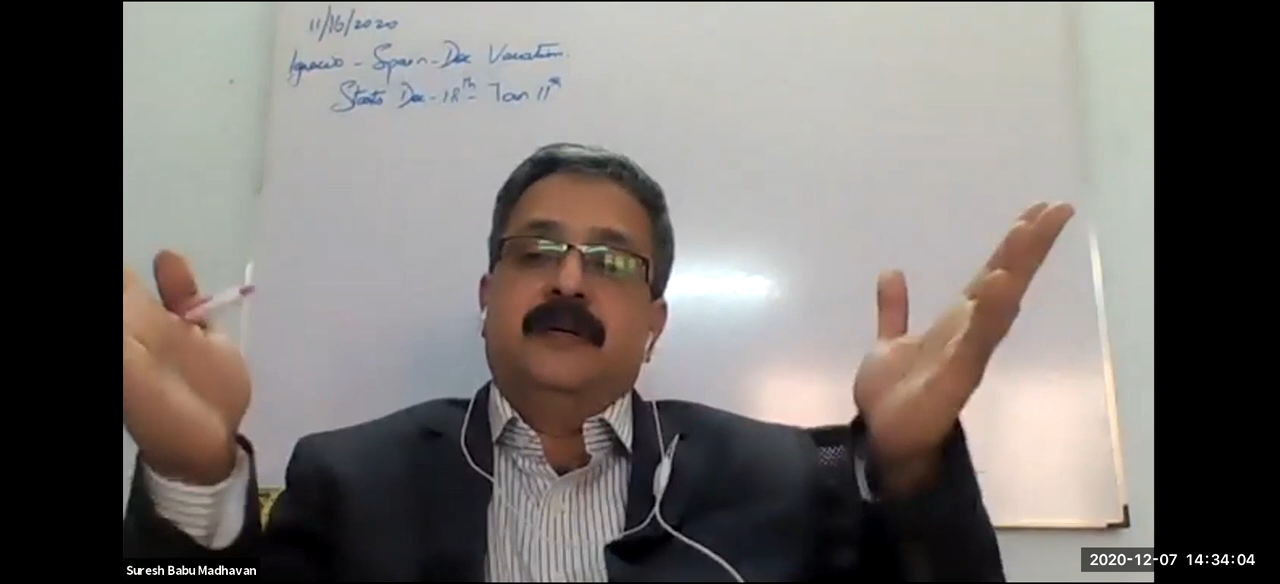 11/16/2020
Ignacio - Spain - Dec Vacation.
Starts Dec - 18th - Jan 11th
Suresh Babu Madhavan
2020-12-07 14:34:04